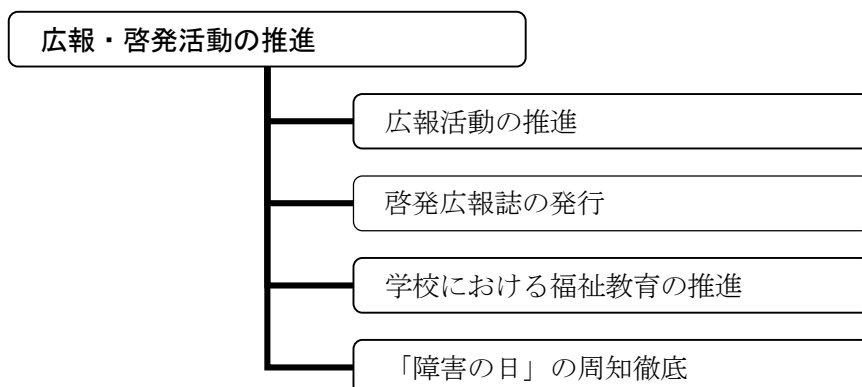 広報・啓発活動の推進
広報活動の推進
啓発広報誌の発行
学校における福祉教育の推進
「障害の日」の周知徹底